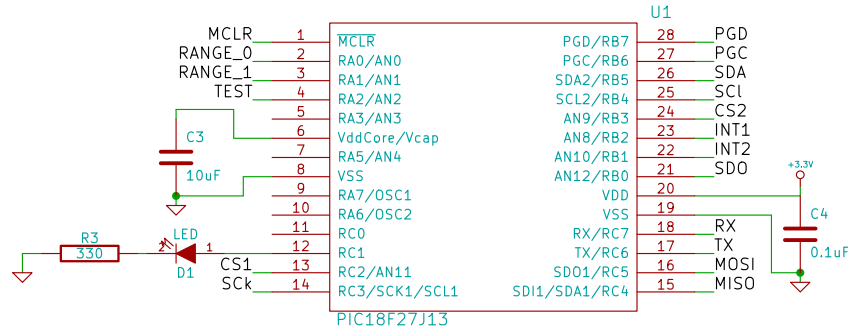 U1
MCLR 1 MCLR PGD/RB7 28 PGD
RANGE_0 2 RA0/AN0 PGC/RB6 27 PGC
RANGE_1 3 RA1/AN1 SDA2/RB5 26 SDA
TEST 4 RA2/AN2 SCL2/RB4 25 SCl
5 RA3/AN3 AN9/RB3 24 CS2
C3 6 VddCore/Vcap AN8/RB2 23 INT1
7 RA5/AN4 AN10/RB1 22 INT2
10uF 8 VSS AN12/RB0 21 SDO
+3.3V
9 RA7/OSC1 VDD 20
10 RA6/OSC2 VSS 19 C4
LED 11 RC0 RX/RC7 18 RX
R3 330 2 D1 1 12 RC1 TX/RC6 17 TX 0.1uF
CS1 13 RC2/AN11 SDO1/RC5 16 MOSI
SCk 14 RC3/SCK1/SCL1 SDI1/SDA1/RC4 15 MISO
PIC18F27J13